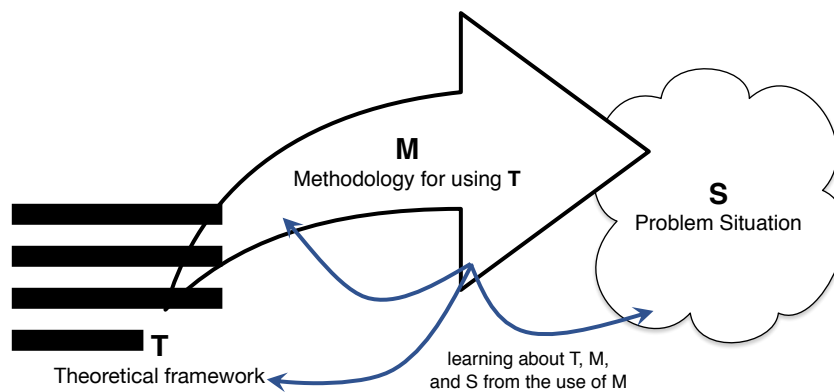 M
Methodology for using T
S
Problem Situation
T
Theoretical framework
learning about T, M,
and S from the use of M